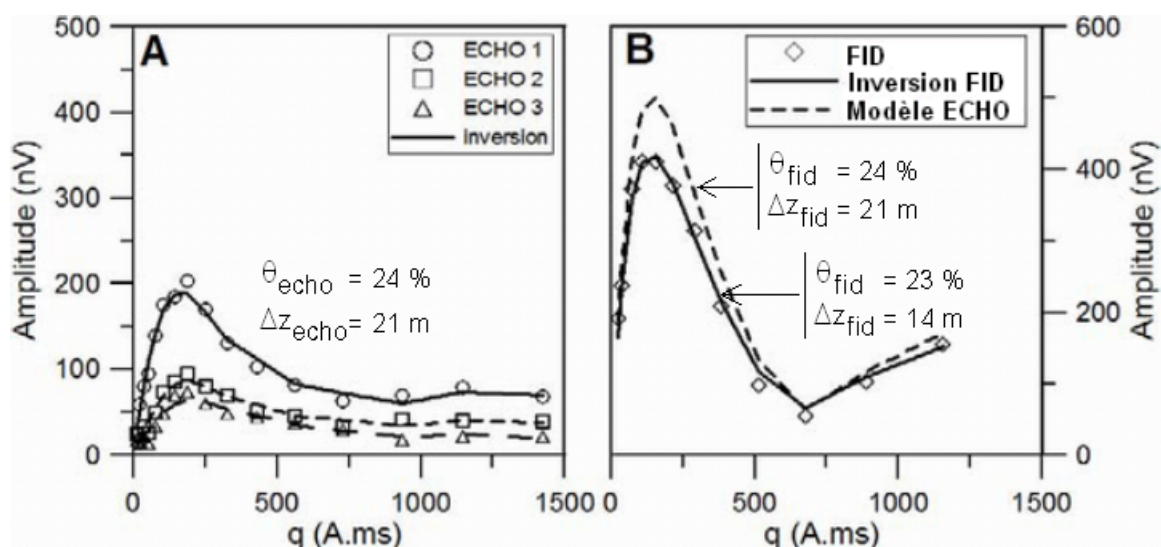 A
ECHO 1
ECHO 2
ECHO 3
Inversion
500
400
300
200
100
0
Amplitude (nV)
θecho = 24 %
Δzecho= 21 m
0
500
1000
1500
q (A.ms)
B
FID
Inversion FID
Modèle ECHO
θfid = 24 %
Δzfid = 21 m
θfid = 23 %
Δzfid = 14 m
600
400
200
0
Amplitude (nV)
0
500
1000
1500
q (A.ms)